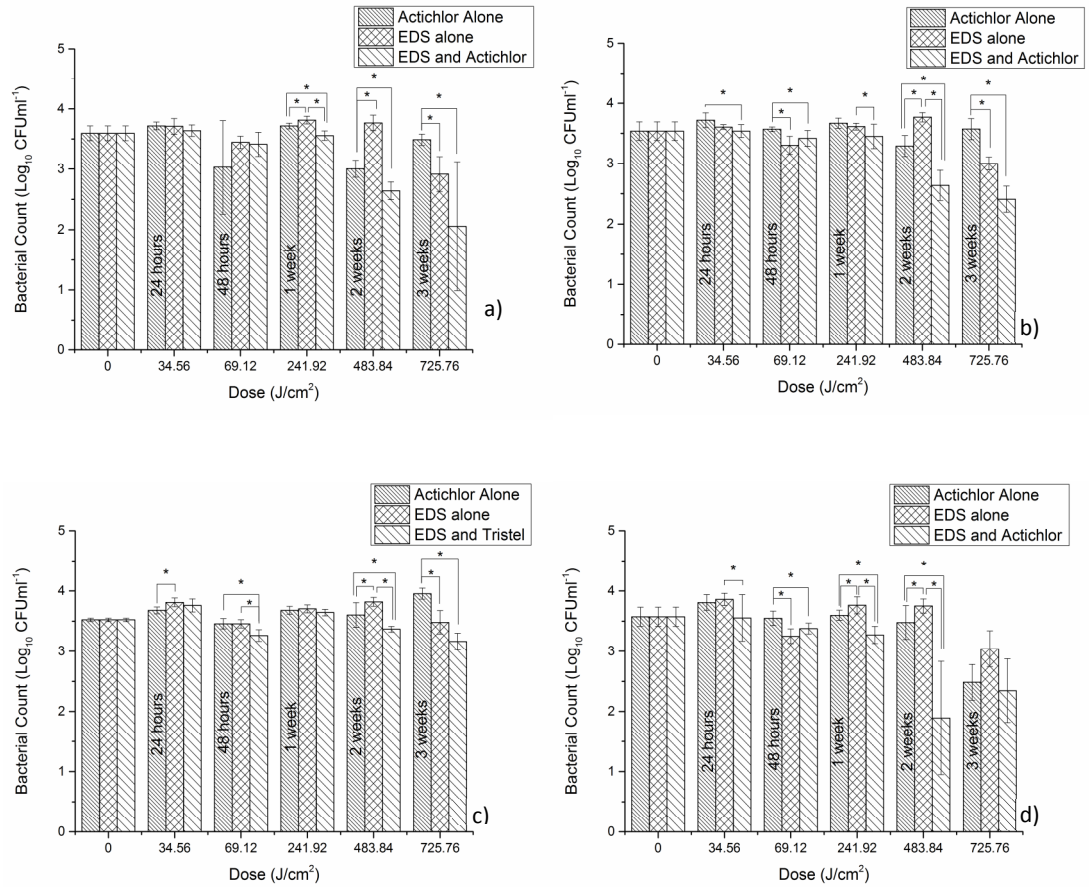 Actichlor Alone
EDS alone
EDS and Actichlor
Bacterial Count (Log10 CFUml-1)
5
4
3
2
1
0
24 hours
48 hours
1 week
2 weeks
3 weeks
* * * * * * * *
a)
0 34.56 69.12 241.92 483.84 725.76
Dose (J/cm2)
Actichlor Alone
EDS alone
EDS and Actichlor
Bacterial Count (Log10 CFUml-1)
5
4
3
2
1
0
24 hours
48 hours
1 week
2 weeks
3 weeks
* * * * * * * * *
b)
0 34.56 69.12 241.92 483.84 725.76
Dose (J/cm2)
Actichlor Alone
EDS alone
EDS and Tristel
Bacterial Count (Log10 CFUml-1)
5
4
3
2
1
0
24 hours
48 hours
1 week
2 weeks
3 weeks
* * * * * * * *
c)
0 34.56 69.12 241.92 483.84 725.76
Dose (J/cm2)
Actichlor Alone
EDS alone
EDS and Actichlor
Bacterial Count (Log10 CFUml-1)
5
4
3
2
1
0
24 hours
48 hours
1 week
2 weeks
3 weeks
* * * * * * * * *
d)
0 34.56 69.12 241.92 483.84 725.76
Dose (J/cm2)